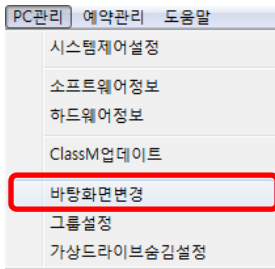 PC관리 예약관리 도움말
시스템제어설정
소프트웨어정보
하드웨어정보
ClassM업데이트
바탕화면변경
그룹설정
가상드라이브숨김설정